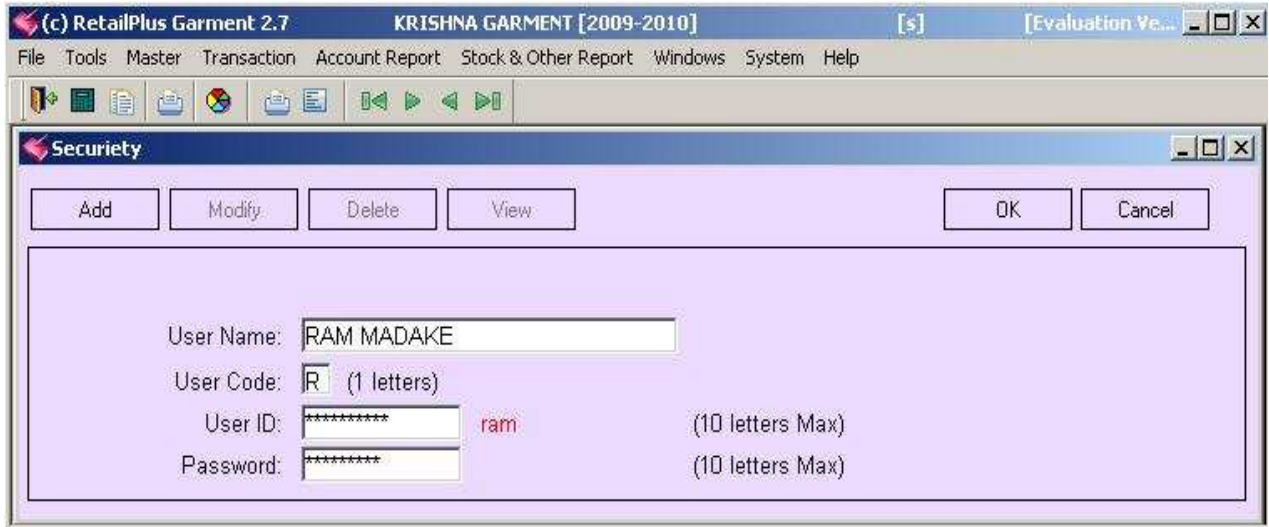 (c) RetailPlus Garment 2.7 KRISHNA GARMENT [2009-2010] [s] [Evaluation Ve...
File Tools Master Transaction Account Report Stock & Other Report Windows System Help
Securiety
Add Modify Delete View OK Cancel
User Name: RAM MADAKE
User Code: R (1 letters)
User ID: ********** ram (10 letters Max)
Password: ********* (10 letters Max)